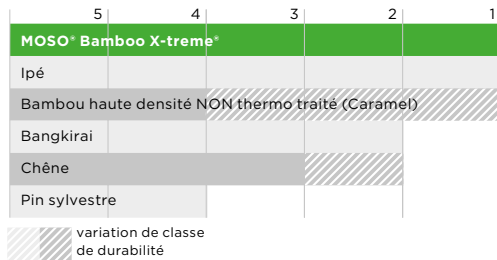 5 4 3 2 1
MOSO® Bamboo X-treme®
Ipé
Bambou haute densité NON thermo traité (Caramel)
Bangkirai
Chêne
Pin sylvestre
variation de classe
de durabilité